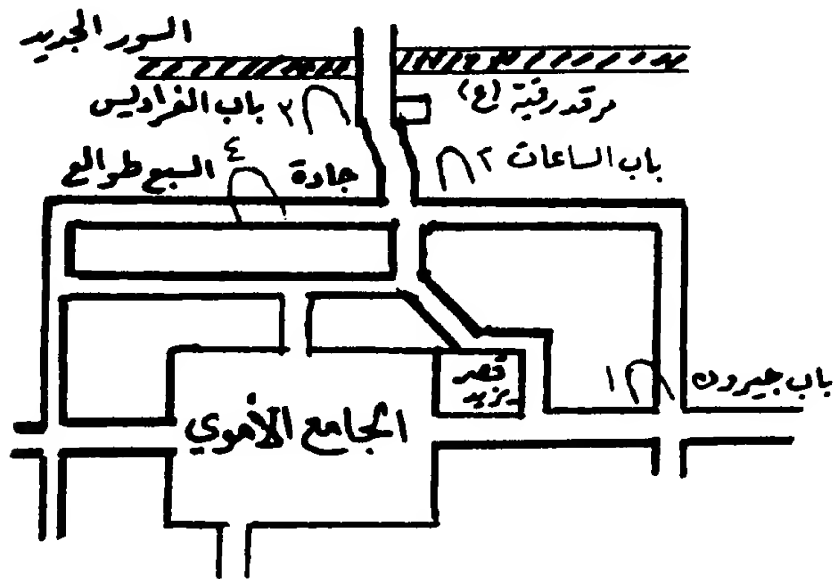 السور الجديد
مرقد رقية (ع)
باب الفراديس ٣
باب الساعات ٢
جادة السبع طوالع ٤
باب جيرون ١
قصر يزيد
الجامع الأموي